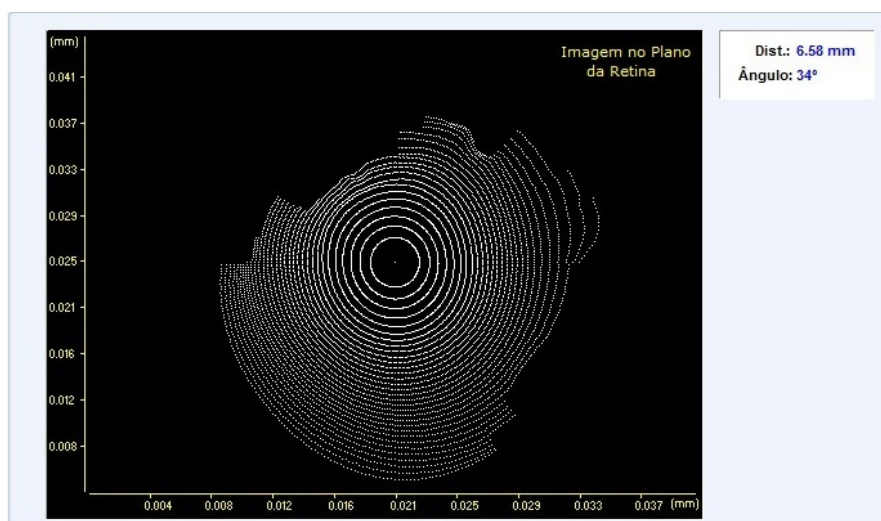 (mm)
Imagem no Plano
da Retina
Dist.: 6.58 mm
Ângulo: 34º
0.041
0.037
0.033
0.029
0.025
0.021
0.016
0.012
0.008
0.004 0.008 0.012 0.016 0.021 0.025 0.029 0.033 0.037 (mm)